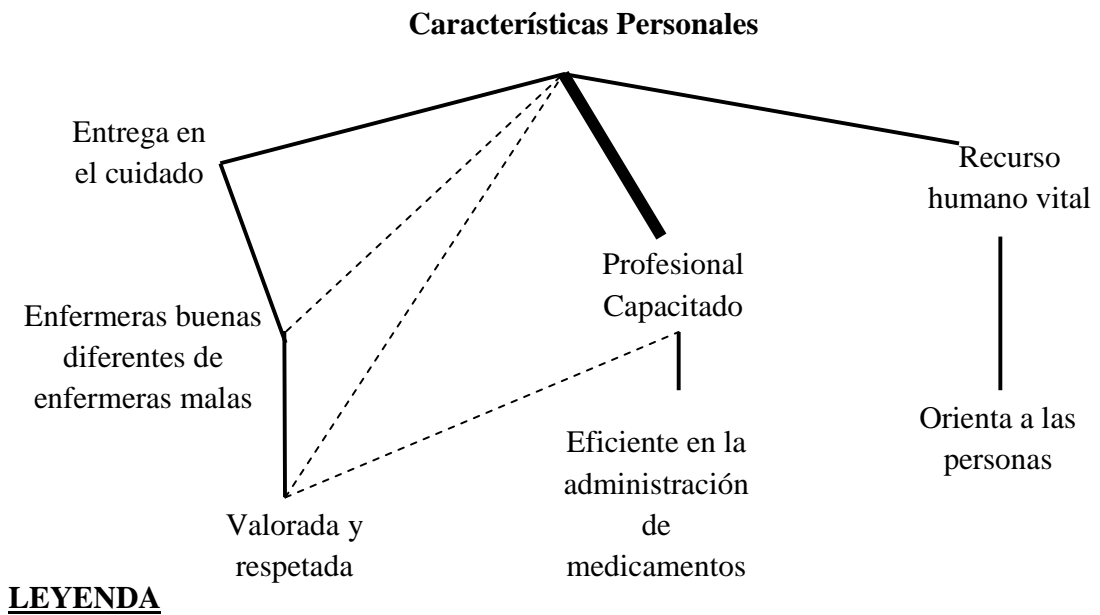 Características Personales
Entrega en
el cuidado
Recurso
humano vital
Profesional
Capacitado
Enfermeras buenas
diferentes de
enfermeras malas
Orienta a las
personas
Eficiente en la
administración
de
medicamentos
Valorada y
respetada
LEYENDA